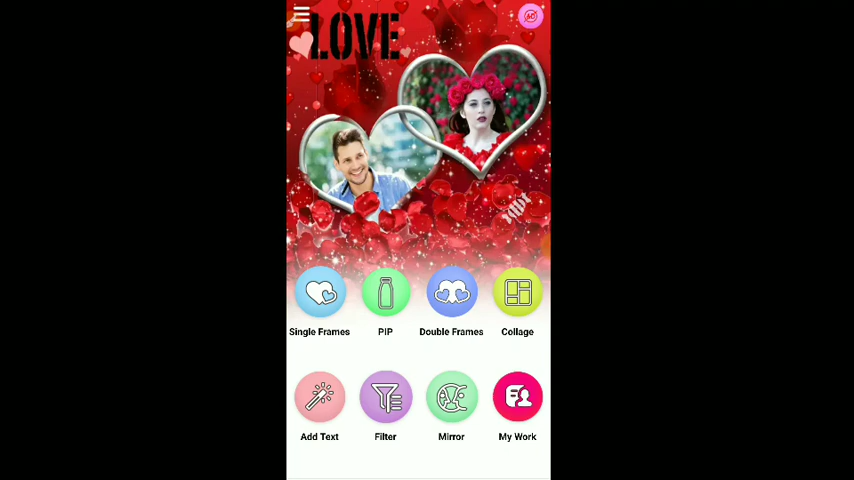 LOVE
Single Frames
PIP
Double Frames
Collage
Add Text
Filter
Mirror
My Work